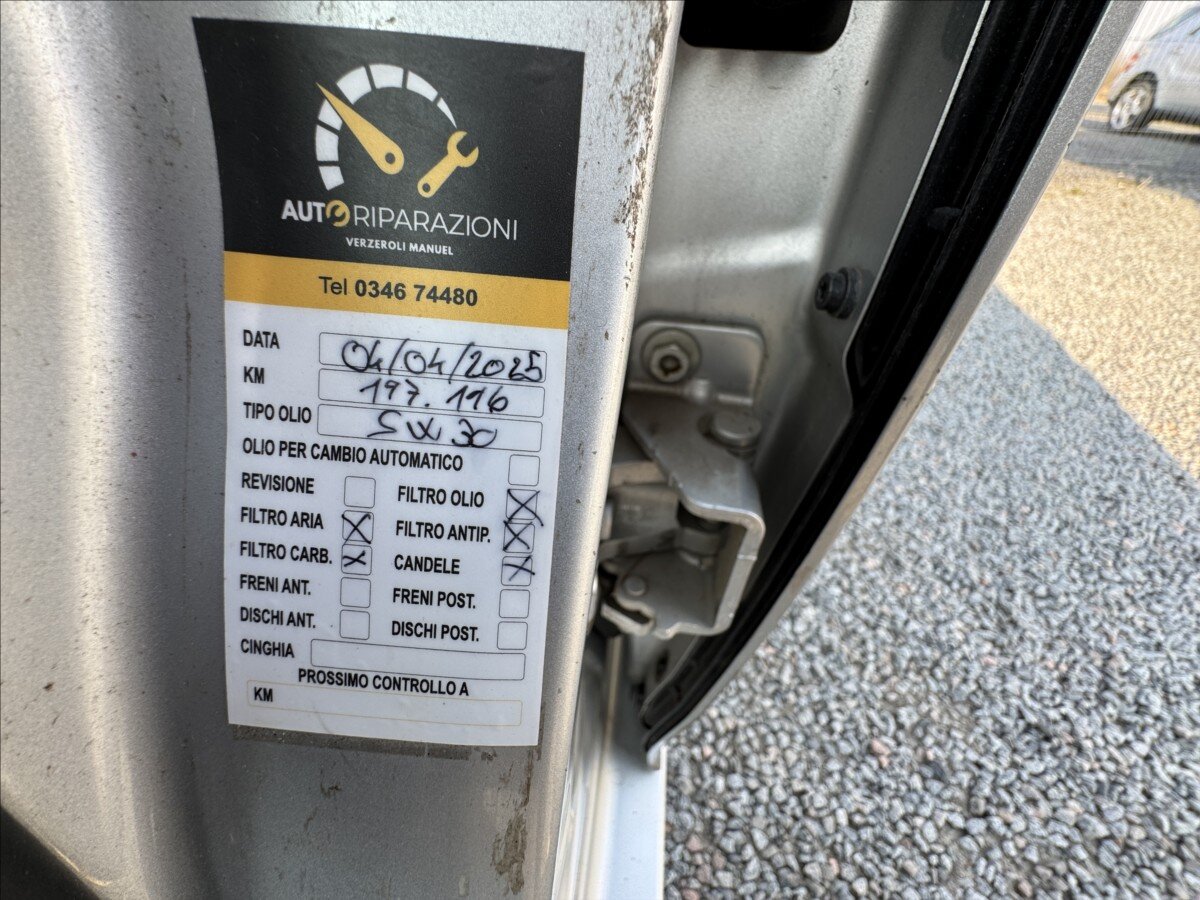 AUTORIPARAZIONI
VERZEROLI MANUEL
Tel 0346 74480
DATA 04/04/2025
KM 197.116
TIPO OLIO 5W30
OLIO PER CAMBIO AUTOMATICO
REVISIONE FILTRO OLIO X
FILTRO ARIA X FILTRO ANTIP. X
FILTRO CARB. X CANDELE X
FRENI ANT. FRENI POST.
DISCHI ANT. DISCHI POST.
CINGHIA
PROSSIMO CONTROLLO A
KM